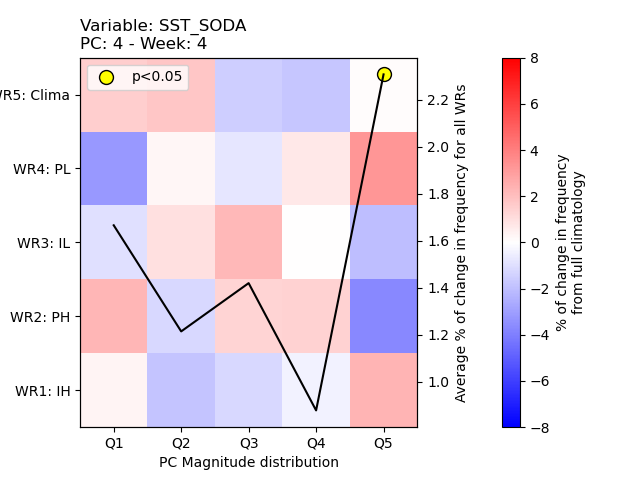 Variable: SST_SODA
PC: 4 - Week: 4
p<0.05
WR5: Clima
WR4: PL
WR3: IL
WR2: PH
WR1: IH
Q1 Q2 Q3 Q4 Q5
PC Magnitude distribution
2.2
2.0
1.8
1.6
1.4
1.2
1.0
Average % of change in frequency for all WRs
8
6
4
2
0
−2
−4
−6
−8
% of change in frequency
from full climatology